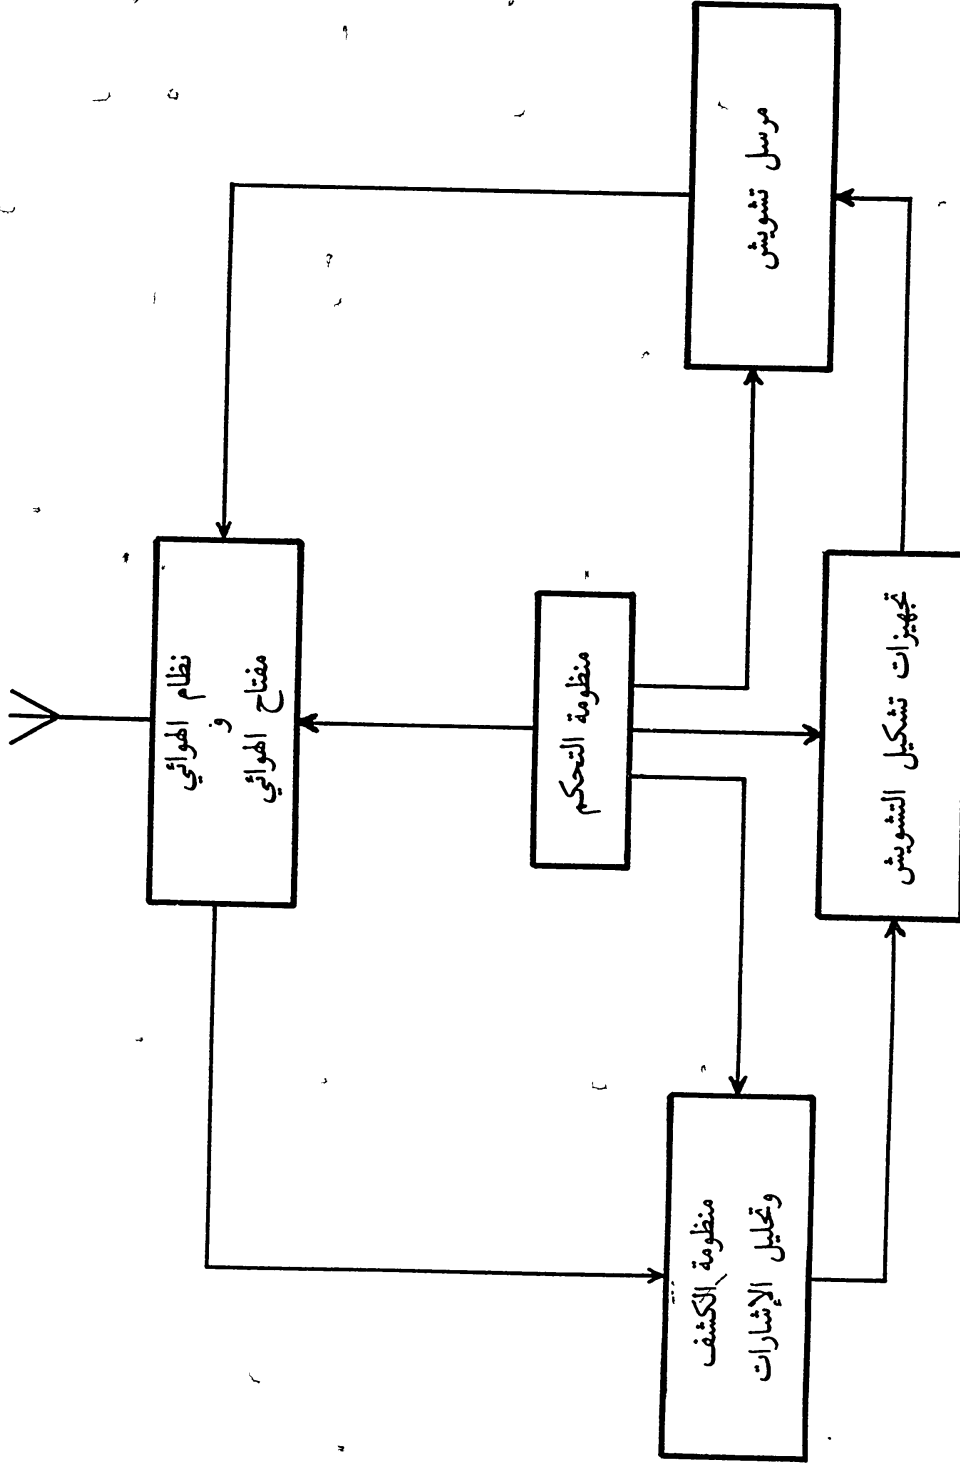 نظام الهوائي
و
مفتاح الهوائي
مرسل تشويش
منظومة التحكم
منظومة الكشف
وتحليل الإشارات
تجهيزات تشكيل التشويش